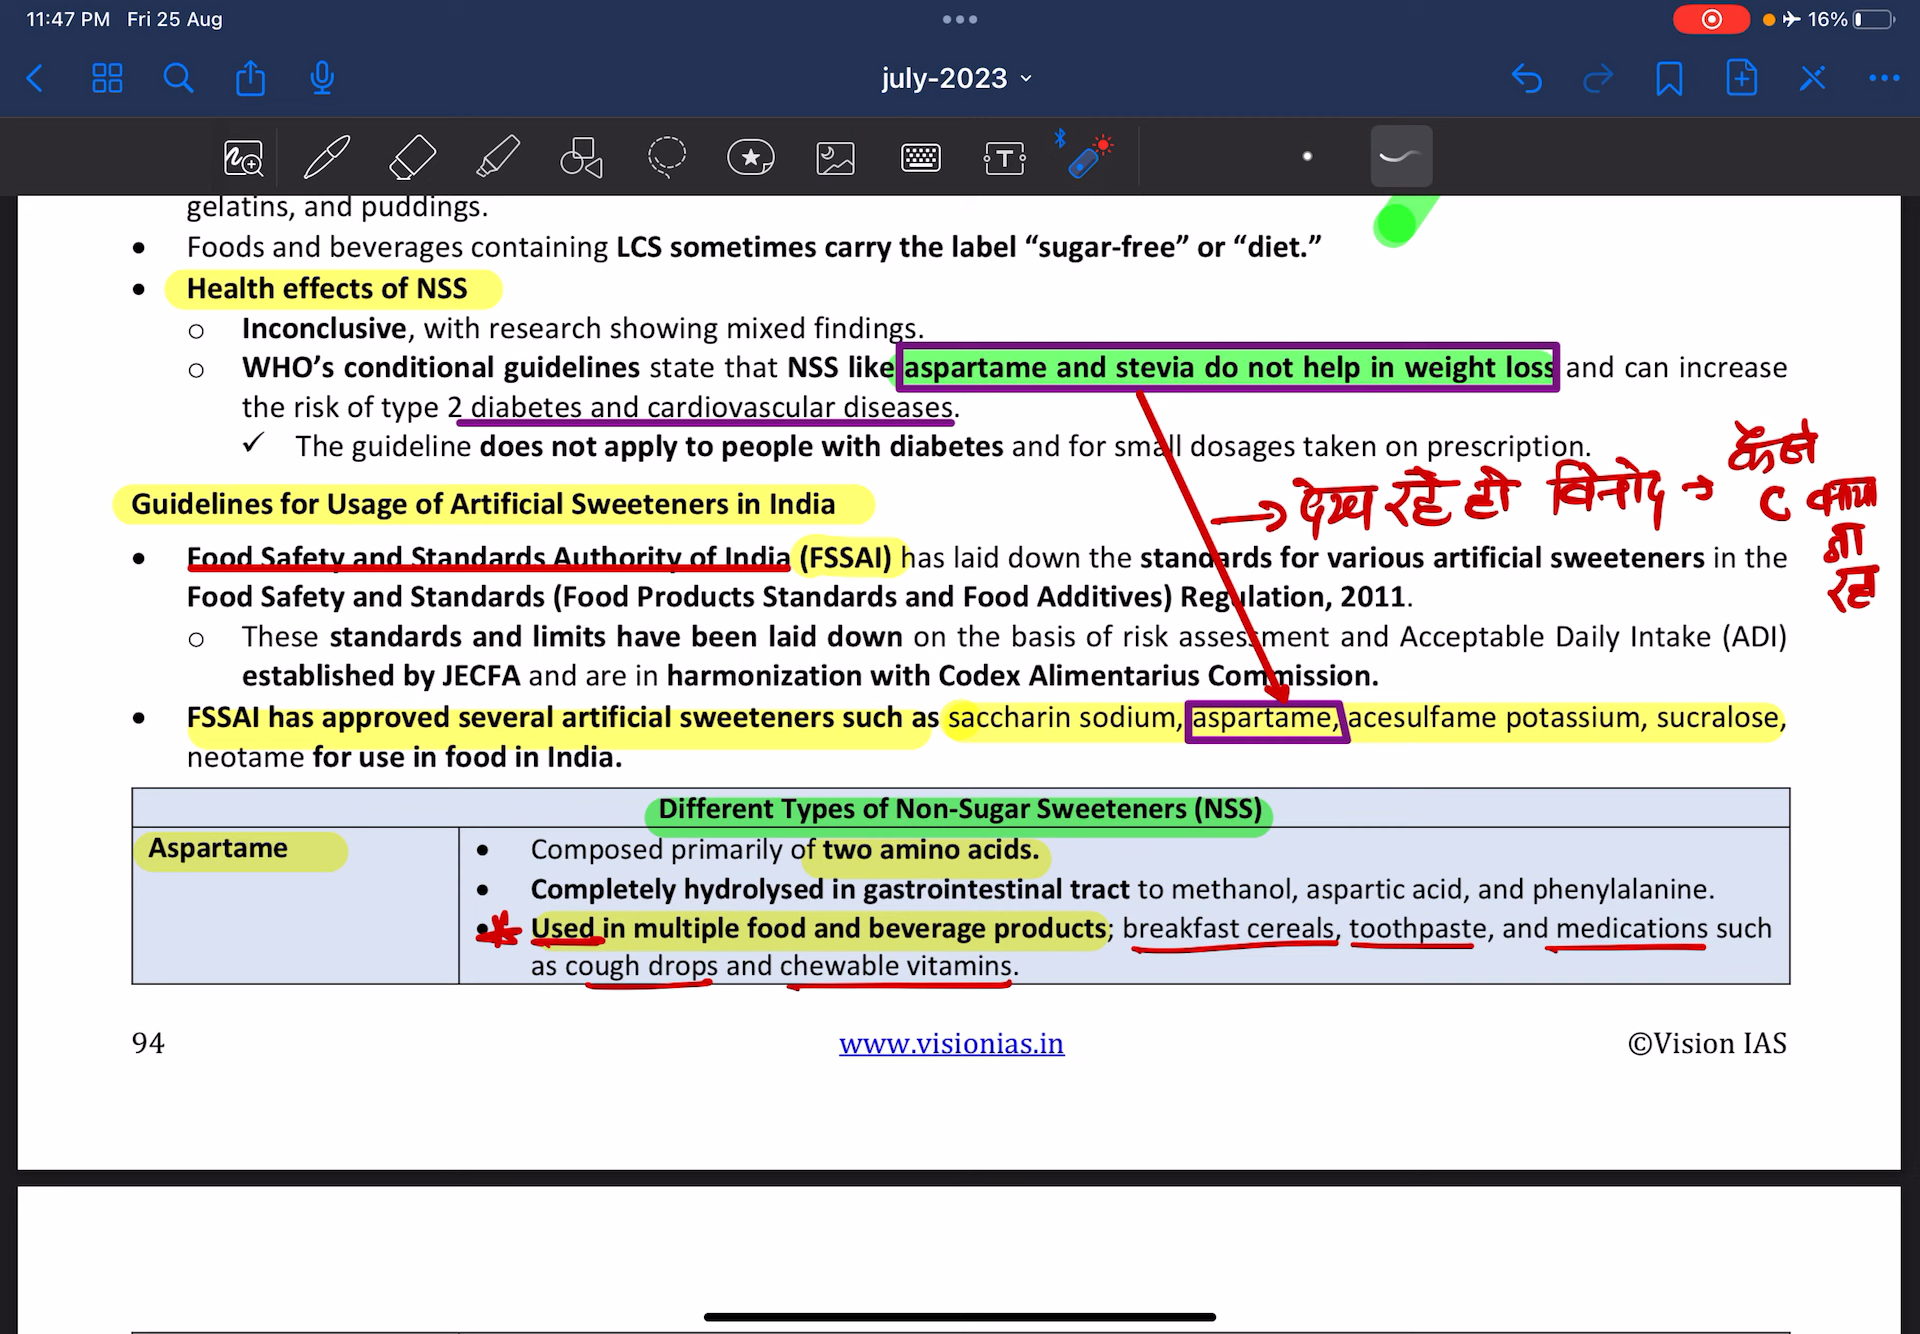 11:47 PM Fri 25 Aug
16%
july-2023
T
gelatins, and puddings.
• Foods and beverages containing LCS sometimes carry the label “sugar-free” or “diet.”
• Health effects of NSS
o Inconclusive, with research showing mixed findings.
o WHO’s conditional guidelines state that NSS like aspartame and stevia do not help in weight loss and can increase
the risk of type 2 diabetes and cardiovascular diseases.
✓ The guideline does not apply to people with diabetes and for small dosages taken on prescription.
→ देख रहे हो विनोद →
Guidelines for Usage of Artificial Sweeteners in India
• Food Safety and Standards Authority of India (FSSAI) has laid down the standards for various artificial sweeteners in the
Food Safety and Standards (Food Products Standards and Food Additives) Regulation, 2011.
o These standards and limits have been laid down on the basis of risk assessment and Acceptable Daily Intake (ADI)
established by JECFA and are in harmonization with Codex Alimentarius Commission.
• FSSAI has approved several artificial sweeteners such as saccharin sodium, aspartame, acesulfame potassium, sucralose,
neotame for use in food in India.
Different Types of Non-Sugar Sweeteners (NSS)
Aspartame
• Composed primarily of two amino acids.
• Completely hydrolysed in gastrointestinal tract to methanol, aspartic acid, and phenylalanine.
• Used in multiple food and beverage products; breakfast cereals, toothpaste, and medications such
as cough drops and chewable vitamins.
94
www.visionias.in
©Vision IAS